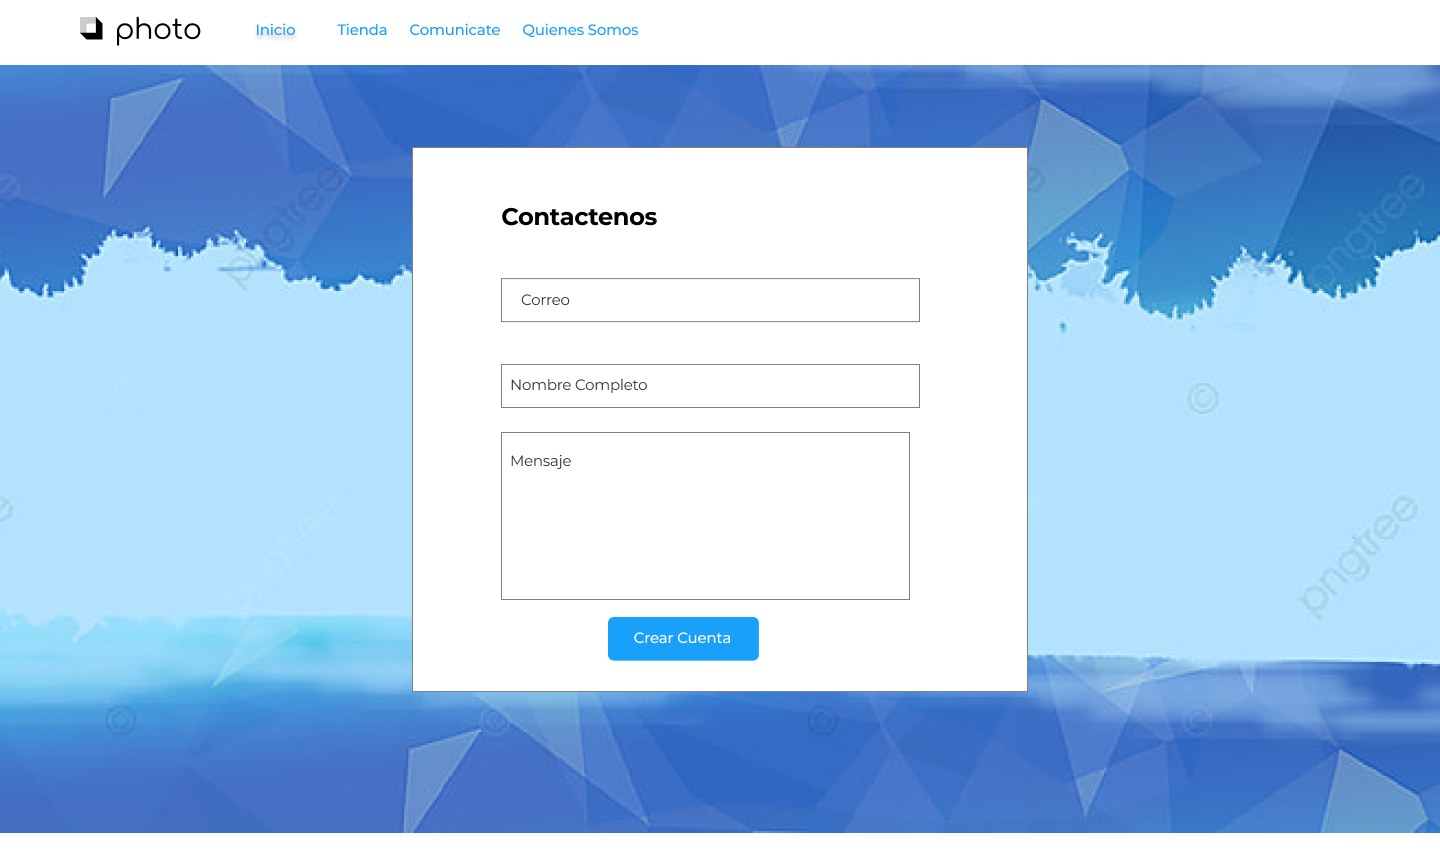 photo
Inicio Tienda Comunicate Quienes Somos
Contactenos
Correo
Nombre Completo
Mensaje
Crear Cuenta
pngtree
pngtree
©
©
pngtree
pngtree
©
©
©
©